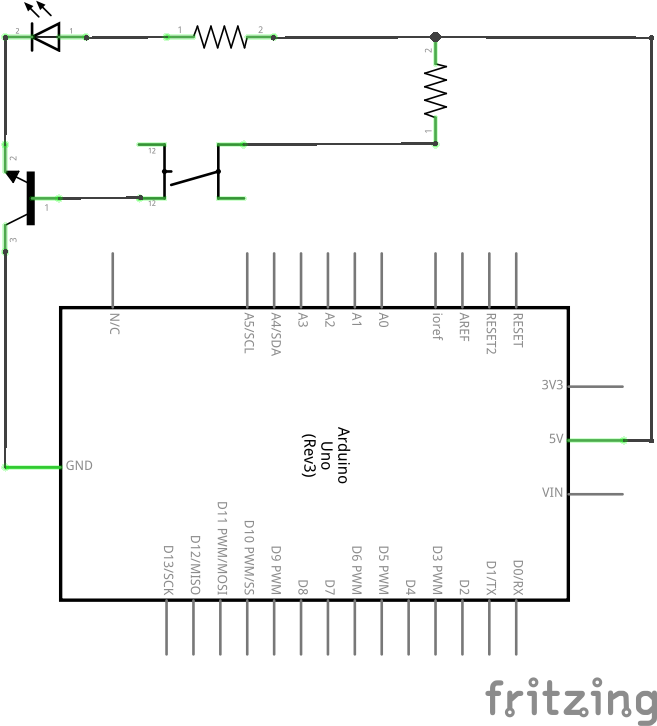 2
1
1
2
2
1
12
12
2
1
3
N/C
A5/SCL
A4/SDA
A3
A2
A1
A0
ioref
AREF
RESET2
RESET
3V3
5V
VIN
GND
Arduino
Uno
(Rev3)
D13/SCK
D12/MISO
D11 PWM/MOSI
D10 PWM/SS
D9 PWM
D8
D7
D6 PWM
D5 PWM
D4
D3 PWM
D2
D1/TX
D0/RX
fritzing